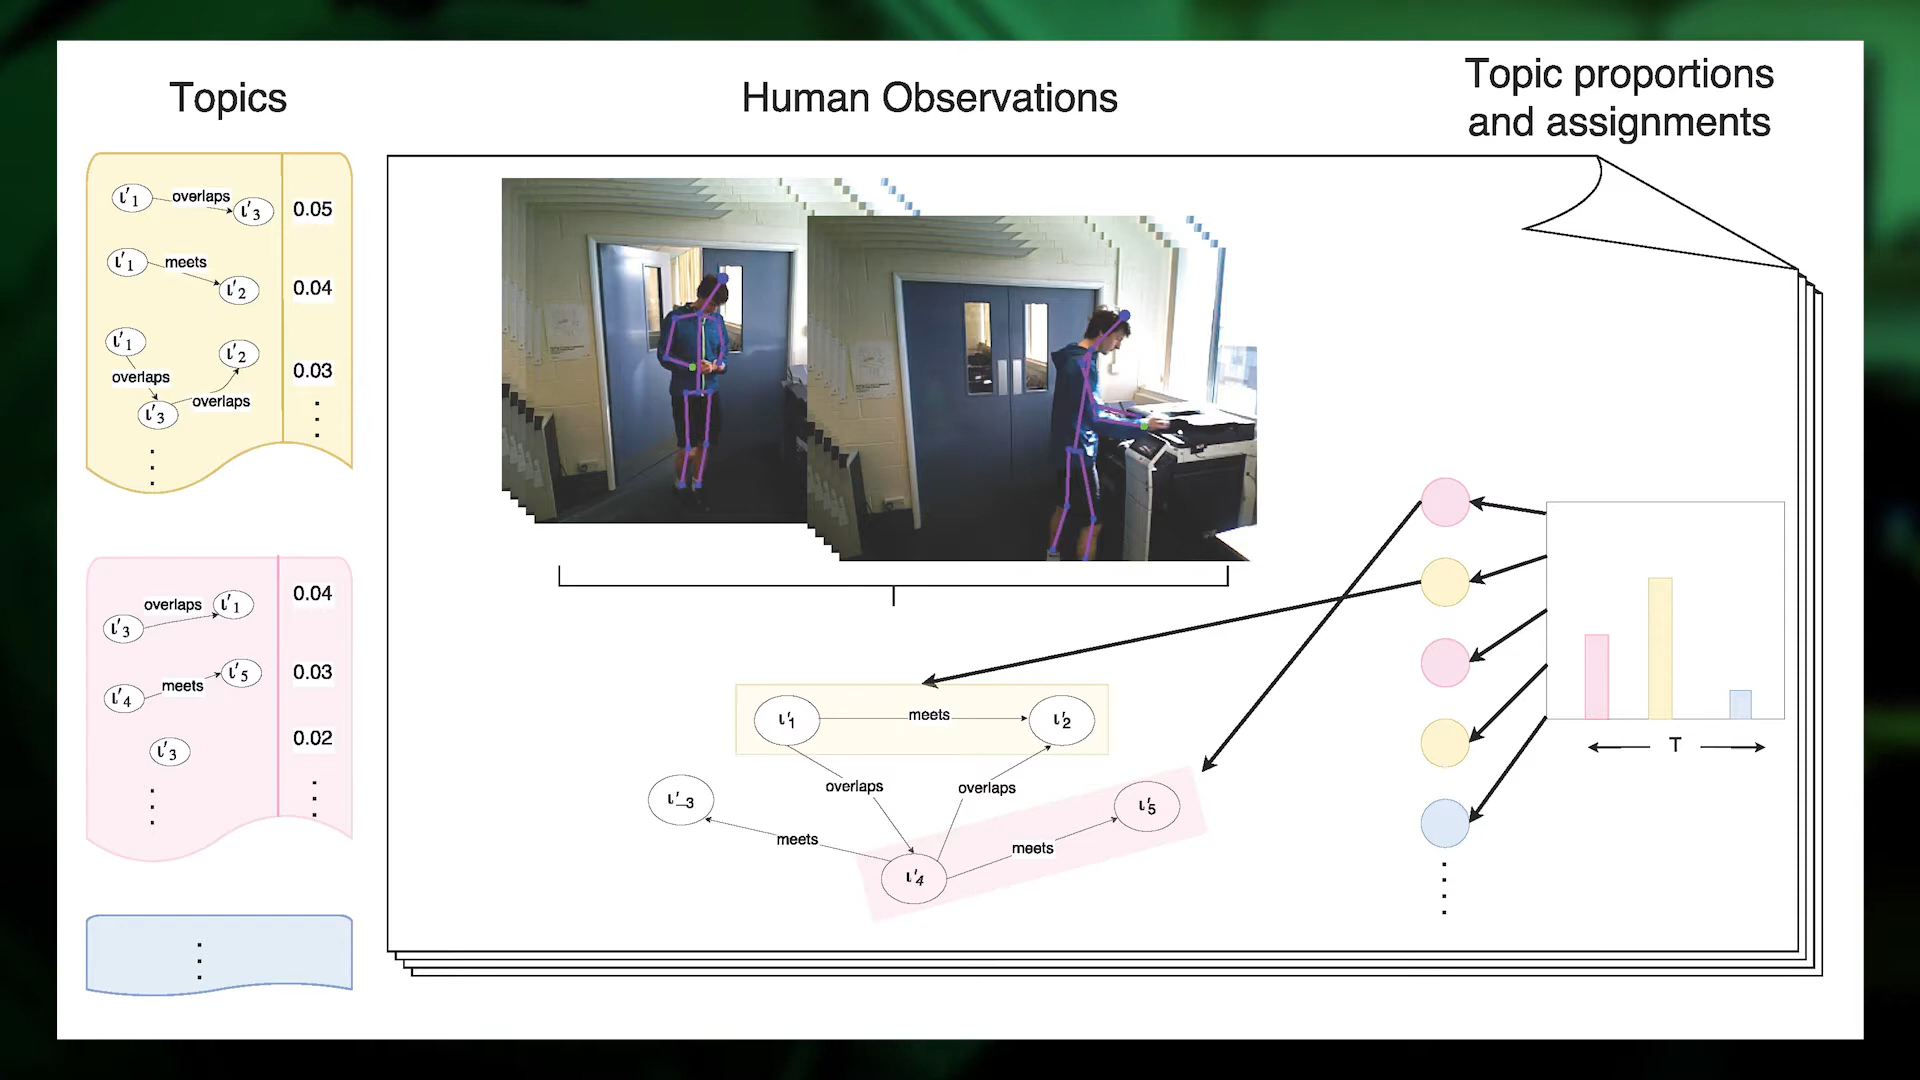 Topics
Human Observations
Topic proportions
and assignments
ι'1 overlaps ι'3 0.05
ι'1 meets ι'2 0.04
ι'1 overlaps ι'3 overlaps ι'2 0.03
ι'3 overlaps ι'1 0.04
ι'4 meets ι'5 0.03
ι'3 0.02
ι'1 meets ι'2
overlaps overlaps
ι'_3 ι'5
meets meets
ι'4
T